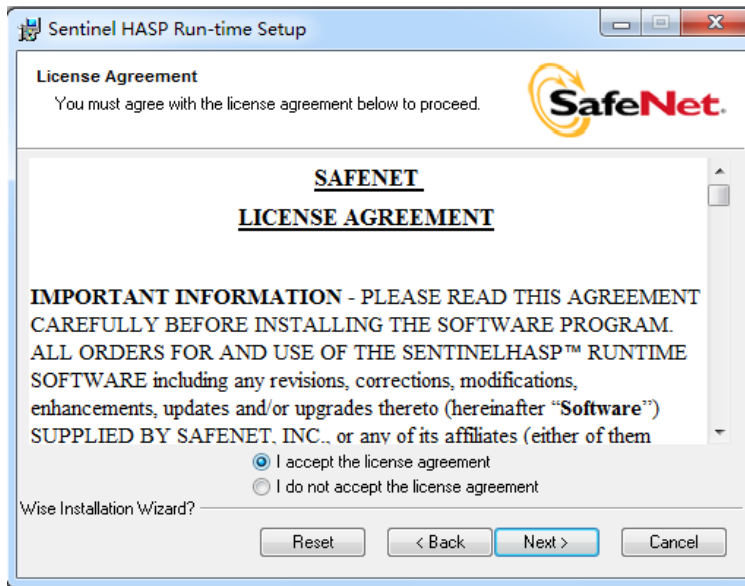 Sentinel HASP Run-time Setup
License Agreement
You must agree with the license agreement below to proceed.
SafeNet.
SAFENET
LICENSE AGREEMENT
IMPORTANT INFORMATION - PLEASE READ THIS AGREEMENT
CAREFULLY BEFORE INSTALLING THE SOFTWARE PROGRAM.
ALL ORDERS FOR AND USE OF THE SENTINELHASP™ RUNTIME
SOFTWARE including any revisions, corrections, modifications,
enhancements, updates and/or upgrades thereto (hereinafter “Software”)
SUPPLIED BY SAFENET, INC., or any of its affiliates (either of them
I accept the license agreement
I do not accept the license agreement
Wise Installation Wizard?
Reset < Back Next > Cancel